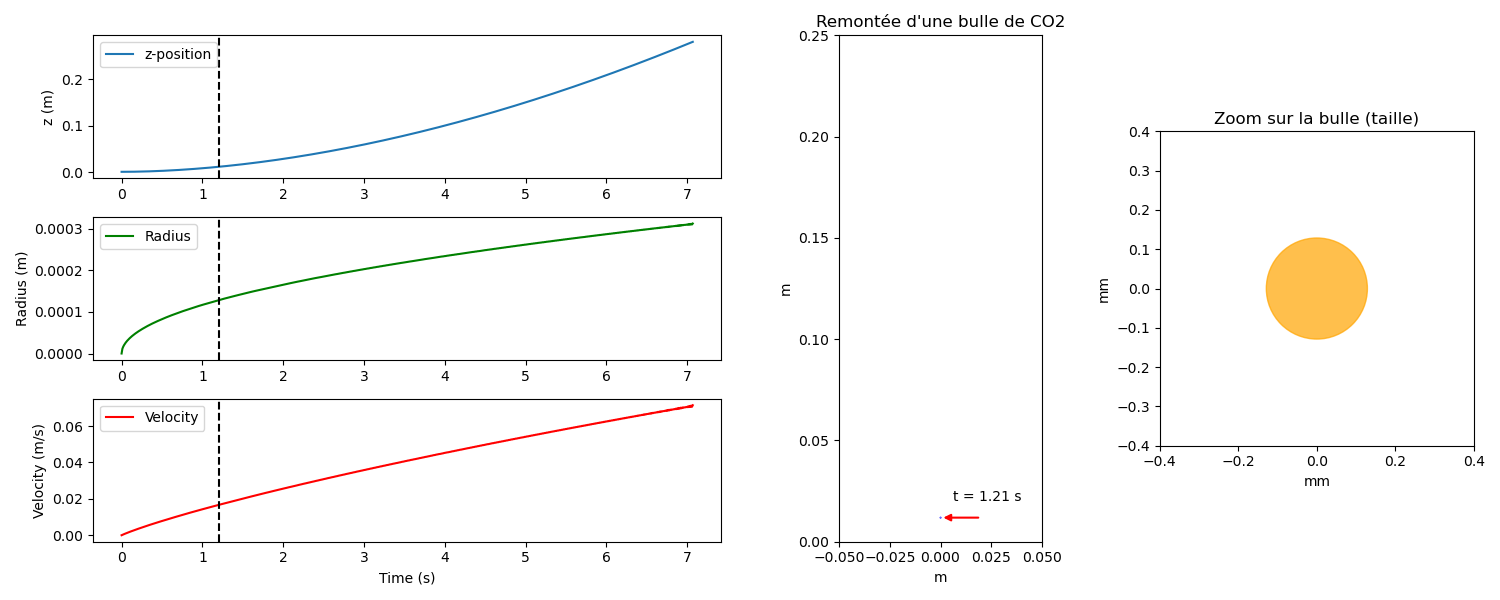 z-position
z (m)
0.2
0.1
0.0
0 1 2 3 4 5 6 7
Radius
Radius (m)
0.0003
0.0002
0.0001
0.0000
0 1 2 3 4 5 6 7
Velocity
Velocity (m/s)
0.06
0.04
0.02
0.00
0 1 2 3 4 5 6 7
Time (s)
Remontée d'une bulle de CO2
m
0.25
0.20
0.15
0.10
0.05
0.00
t = 1.21 s
−0.050 −0.025 0.000 0.025 0.050
m
Zoom sur la bulle (taille)
mm
0.4
0.3
0.2
0.1
0.0
−0.1
−0.2
−0.3
−0.4
−0.4 −0.2 0.0 0.2 0.4
mm